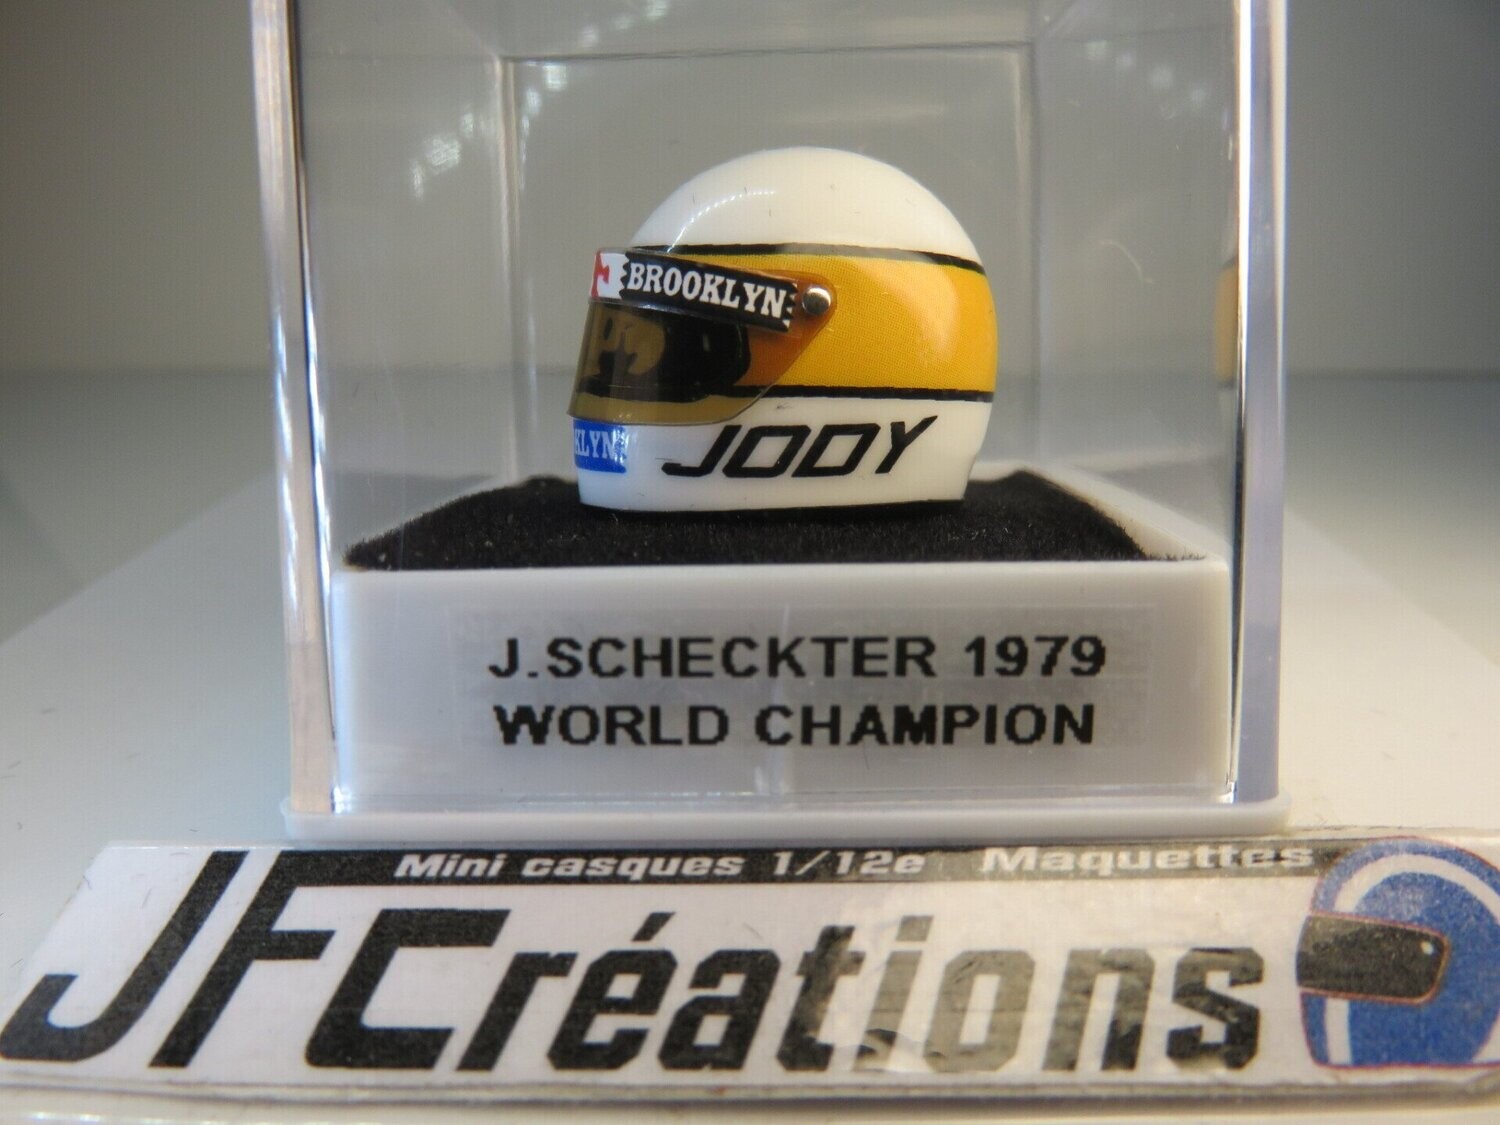 BROOKLYN
KLYN
JODY
J.SCHECKTER 1979
WORLD CHAMPION
Mini casques 1/12e Maquettes
JFCréations